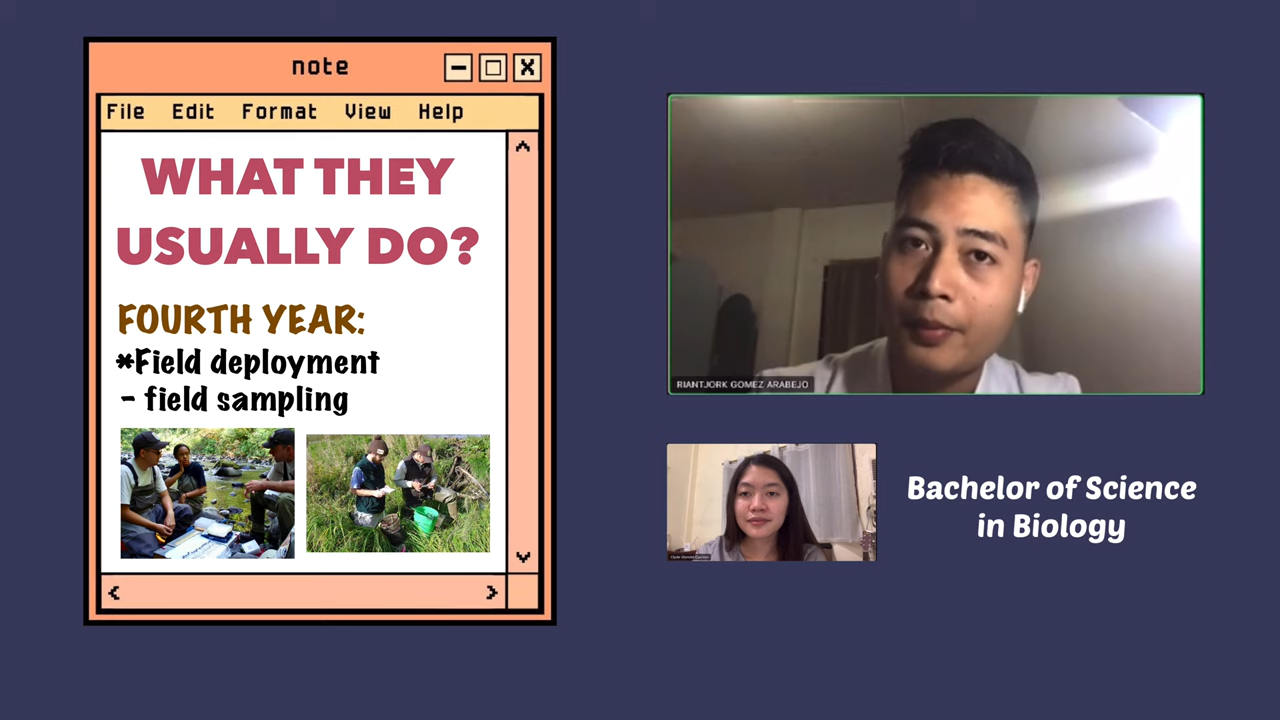 note
File Edit Format View Help
WHAT THEY
USUALLY DO?
FOURTH YEAR:
*Field deployment
- field sampling
RIANTJORK GOMEZ ARABEJO
Bachelor of Science
in Biology